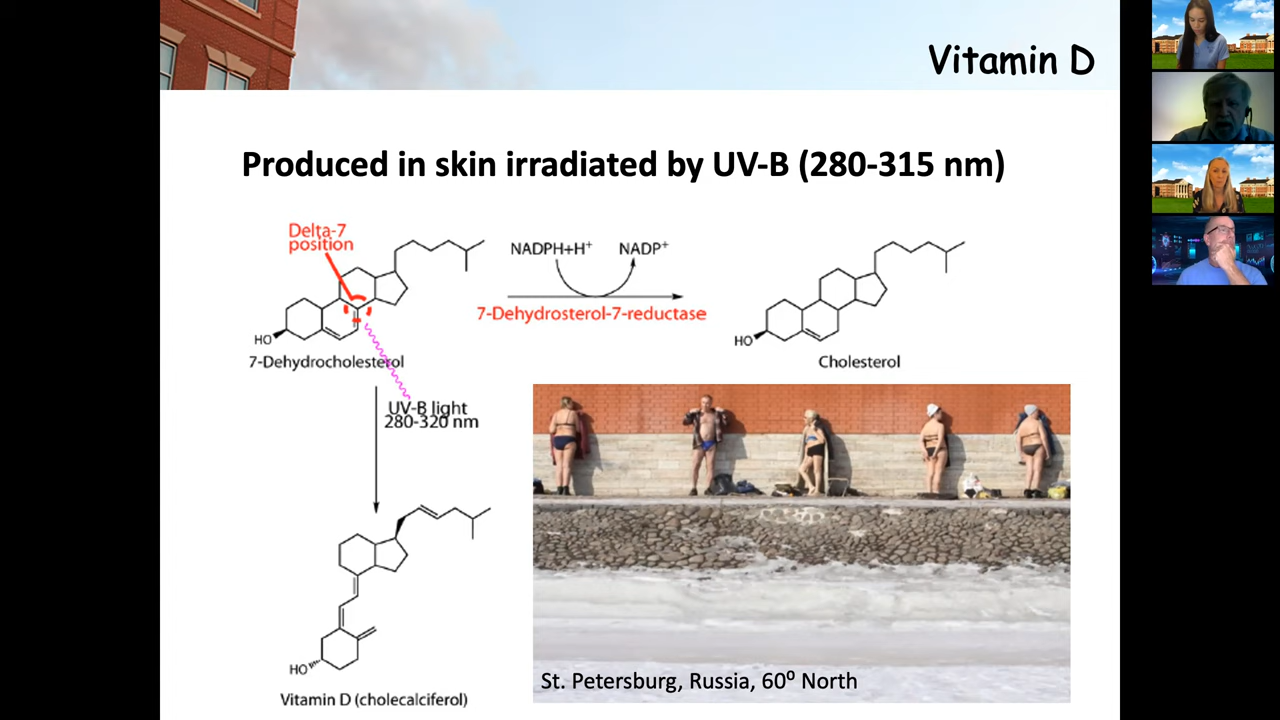 Vitamin D
Produced in skin irradiated by UV-B (280-315 nm)
Delta-7
position
NADPH+H⁺
NADP⁺
7-Dehydrosterol-7-reductase
HO
7-Dehydrocholesterol
HO
Cholesterol
UV-B light
280-320 nm
HO
Vitamin D (cholecalciferol)
St. Petersburg, Russia, 60⁰ North